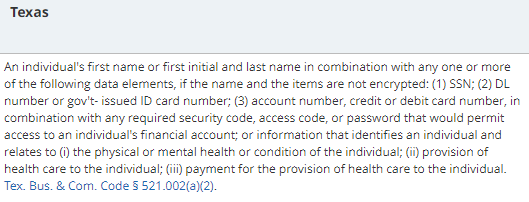 Texas
An individual's first name or first initial and last name in combination with any one or more
of the following data elements, if the name and the items are not encrypted: (1) SSN; (2) DL
number or gov't- issued ID card number; (3) account number, credit or debit card number, in
combination with any required security code, access code, or password that would permit
access to an individual's financial account; or information that identifies an individual and
relates to (i) the physical or mental health or condition of the individual; (ii) provision of
health care to the individual; (iii) payment for the provision of health care to the individual.
Tex. Bus. & Com. Code § 521.002(a)(2).